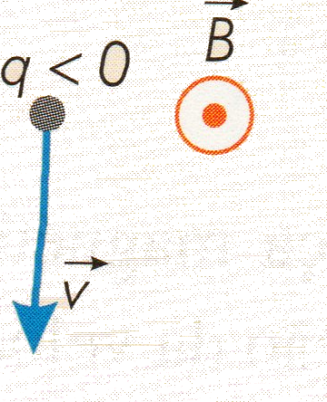 B⃗
q < 0
v⃗